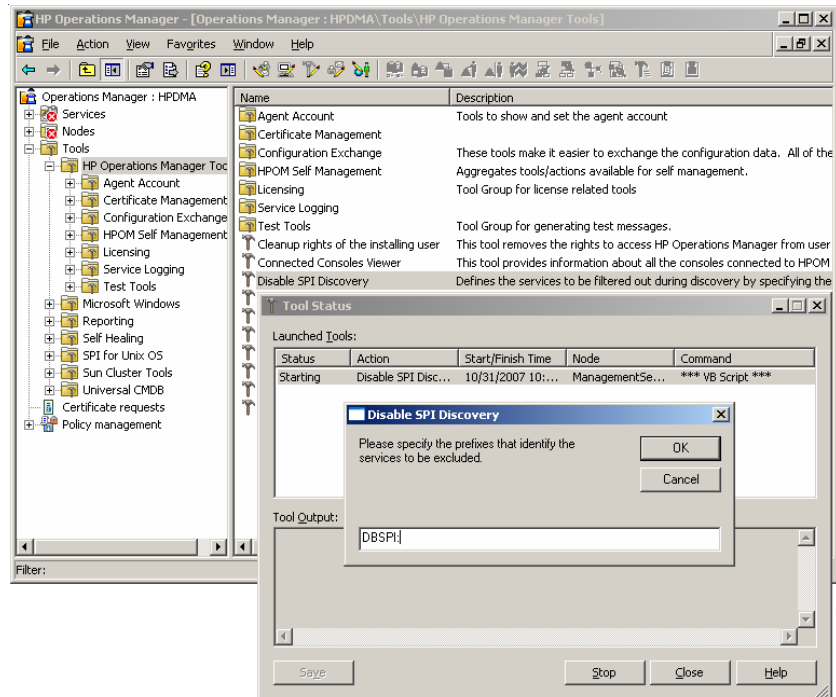 HP Operations Manager - [Operations Manager : HPDMA\Tools\HP Operations Manager Tools]
File Action View Favorites Window Help
Operations Manager : HPDMA
Services
Nodes
Tools
HP Operations Manager Too
Agent Account
Certificate Management
Configuration Exchange
HPOM Self Management
Licensing
Service Logging
Test Tools
Microsoft Windows
Reporting
Self Healing
SPI for Unix OS
Sun Cluster Tools
Universal CMDB
Certificate requests
Policy management
Name Description
Agent Account Tools to show and set the agent account
Certificate Management
Configuration Exchange These tools make it easier to exchange the configuration data. All of the
HPOM Self Management Aggregates tools/actions available for self management.
Licensing Tool Group for license related tools
Service Logging
Test Tools Tool Group for generating test messages.
Cleanup rights of the installing user This tool removes the rights to access HP Operations Manager from user
Connected Consoles Viewer This tool provides information about all the consoles connected to HPOM
Disable SPI Discovery Defines the services to be filtered out during discovery by specifying the
Filter:
Tool Status
Launched Tools:
Status Action Start/Finish Time Node Command
Starting Disable SPI Disc... 10/31/2007 10:... ManagementSe... *** VB Script ***
Disable SPI Discovery
Please specify the prefixes that identify the
services to be excluded.
OK
Cancel
DBSPI:
Tool Output:
Save Stop Close Help